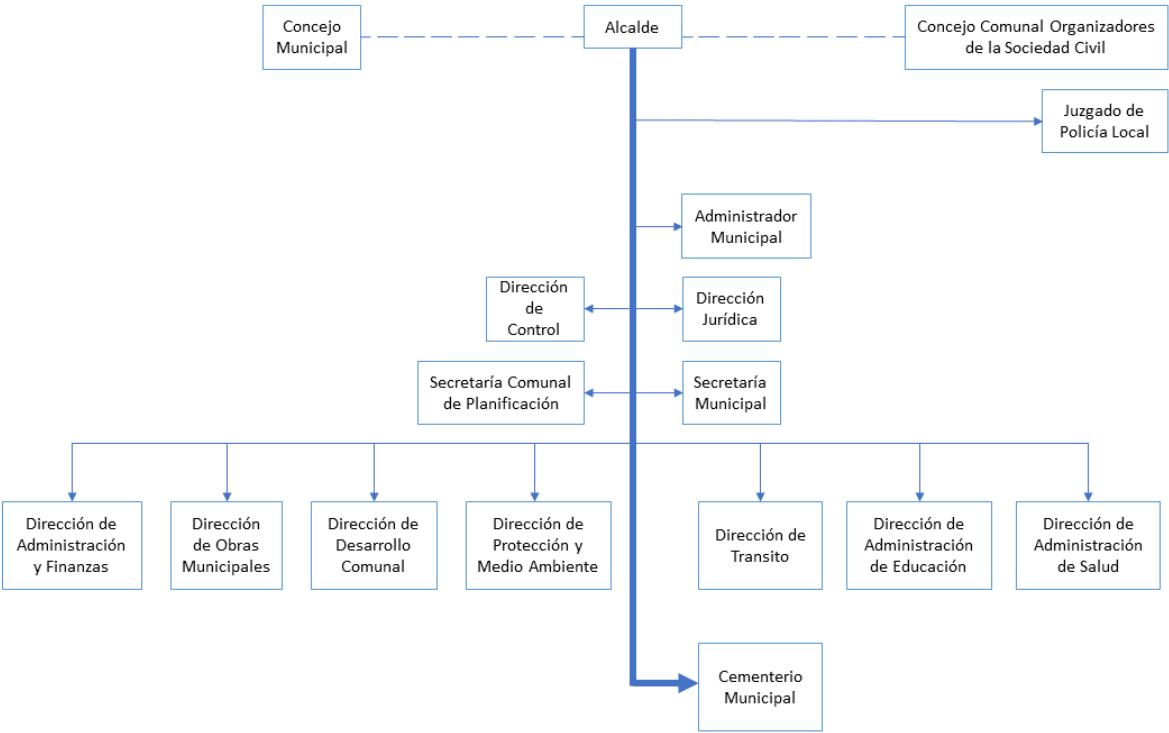 Concejo
Municipal
Alcalde
Concejo Comunal Organizadores
de la Sociedad Civil
Juzgado de
Policía Local
Administrador
Municipal
Dirección
de
Control
Dirección
Jurídica
Secretaría Comunal
de Planificación
Secretaría
Municipal
Dirección de
Administración
y Finanzas
Dirección
de Obras
Municipales
Dirección de
Desarrollo
Comunal
Dirección de
Protección y
Medio Ambiente
Dirección de
Transito
Dirección de
Administración
de Educación
Dirección de
Administración
de Salud
Cementerio
Municipal